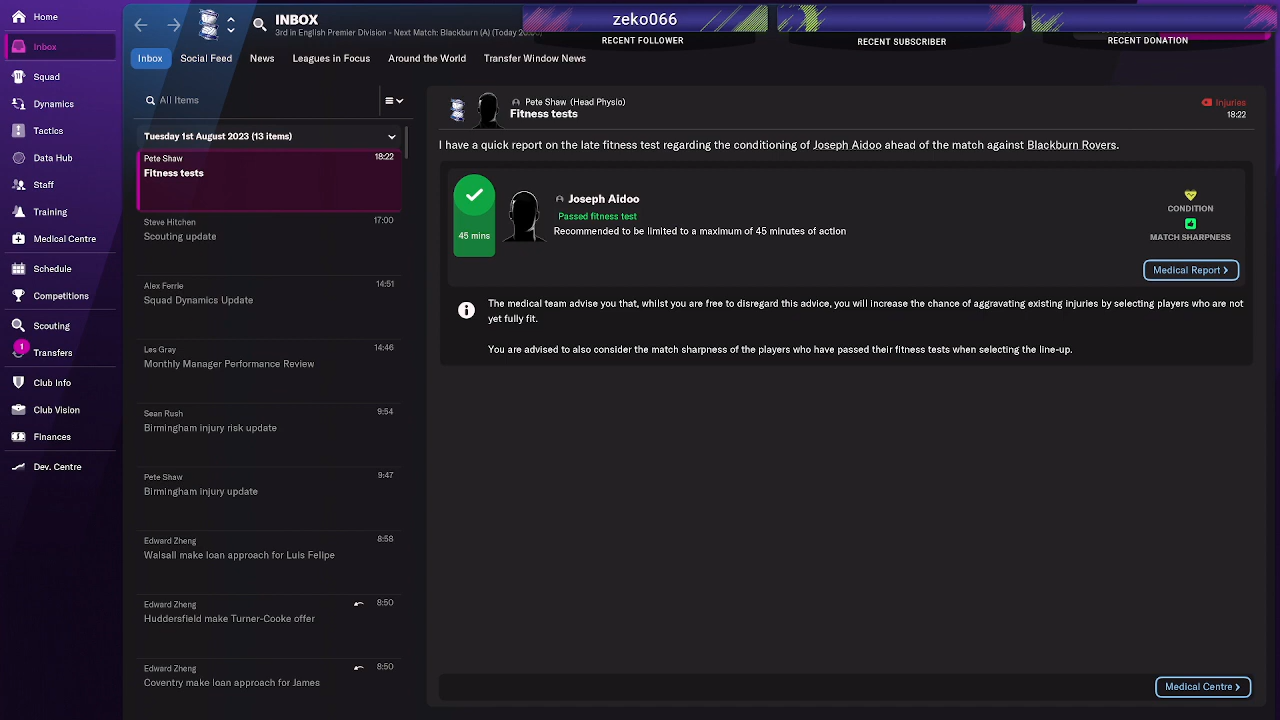 Home
Inbox
Squad
Dynamics
Tactics
Data Hub
Staff
Training
Medical Centre
Schedule
Competitions
Scouting
1
Transfers
Club Info
Club Vision
Finances
Dev. Centre
INBOX
3rd in English Premier Division - Next Match: Blackburn (A) (Today 20:
zeko066
RECENT FOLLOWER
RECENT SUBSCRIBER
RECENT DONATION
Inbox Social Feed News Leagues in Focus Around the World Transfer Window News
All Items
Tuesday 1st August 2023 (13 items)
Pete Shaw 18:22
Fitness tests
Steve Hitchen 17:00
Scouting update
Alex Ferrie 14:51
Squad Dynamics Update
Les Gray 14:46
Monthly Manager Performance Review
Sean Rush 9:54
Birmingham injury risk update
Pete Shaw 9:47
Birmingham injury update
Edward Zheng 8:58
Walsall make loan approach for Luis Felipe
Edward Zheng 8:50
Huddersfield make Turner-Cooke offer
Edward Zheng 8:50
Coventry make loan approach for James
Pete Shaw (Head Physio)
Fitness tests
Injuries
18:22
I have a quick report on the late fitness test regarding the conditioning of Joseph Aidoo ahead of the match against Blackburn Rovers.
45 mins
Joseph Aidoo
Passed fitness test
Recommended to be limited to a maximum of 45 minutes of action
CONDITION
MATCH SHARPNESS
Medical Report
The medical team advise you that, whilst you are free to disregard this advice, you will increase the chance of aggravating existing injuries by selecting players who are not
yet fully fit.
You are advised to also consider the match sharpness of the players who have passed their fitness tests when selecting the line-up.
Medical Centre